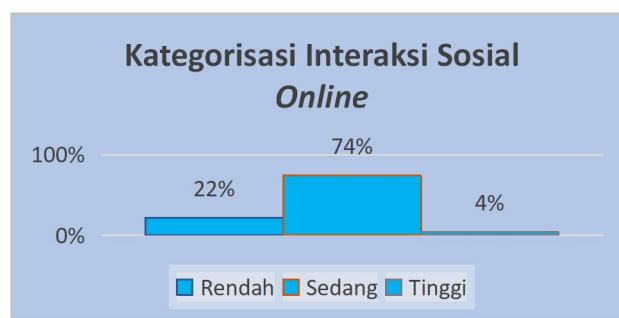 Kategorisasi Interaksi Sosial
Online
74%
100%
22%
4%
0%
Rendah Sedang Tinggi